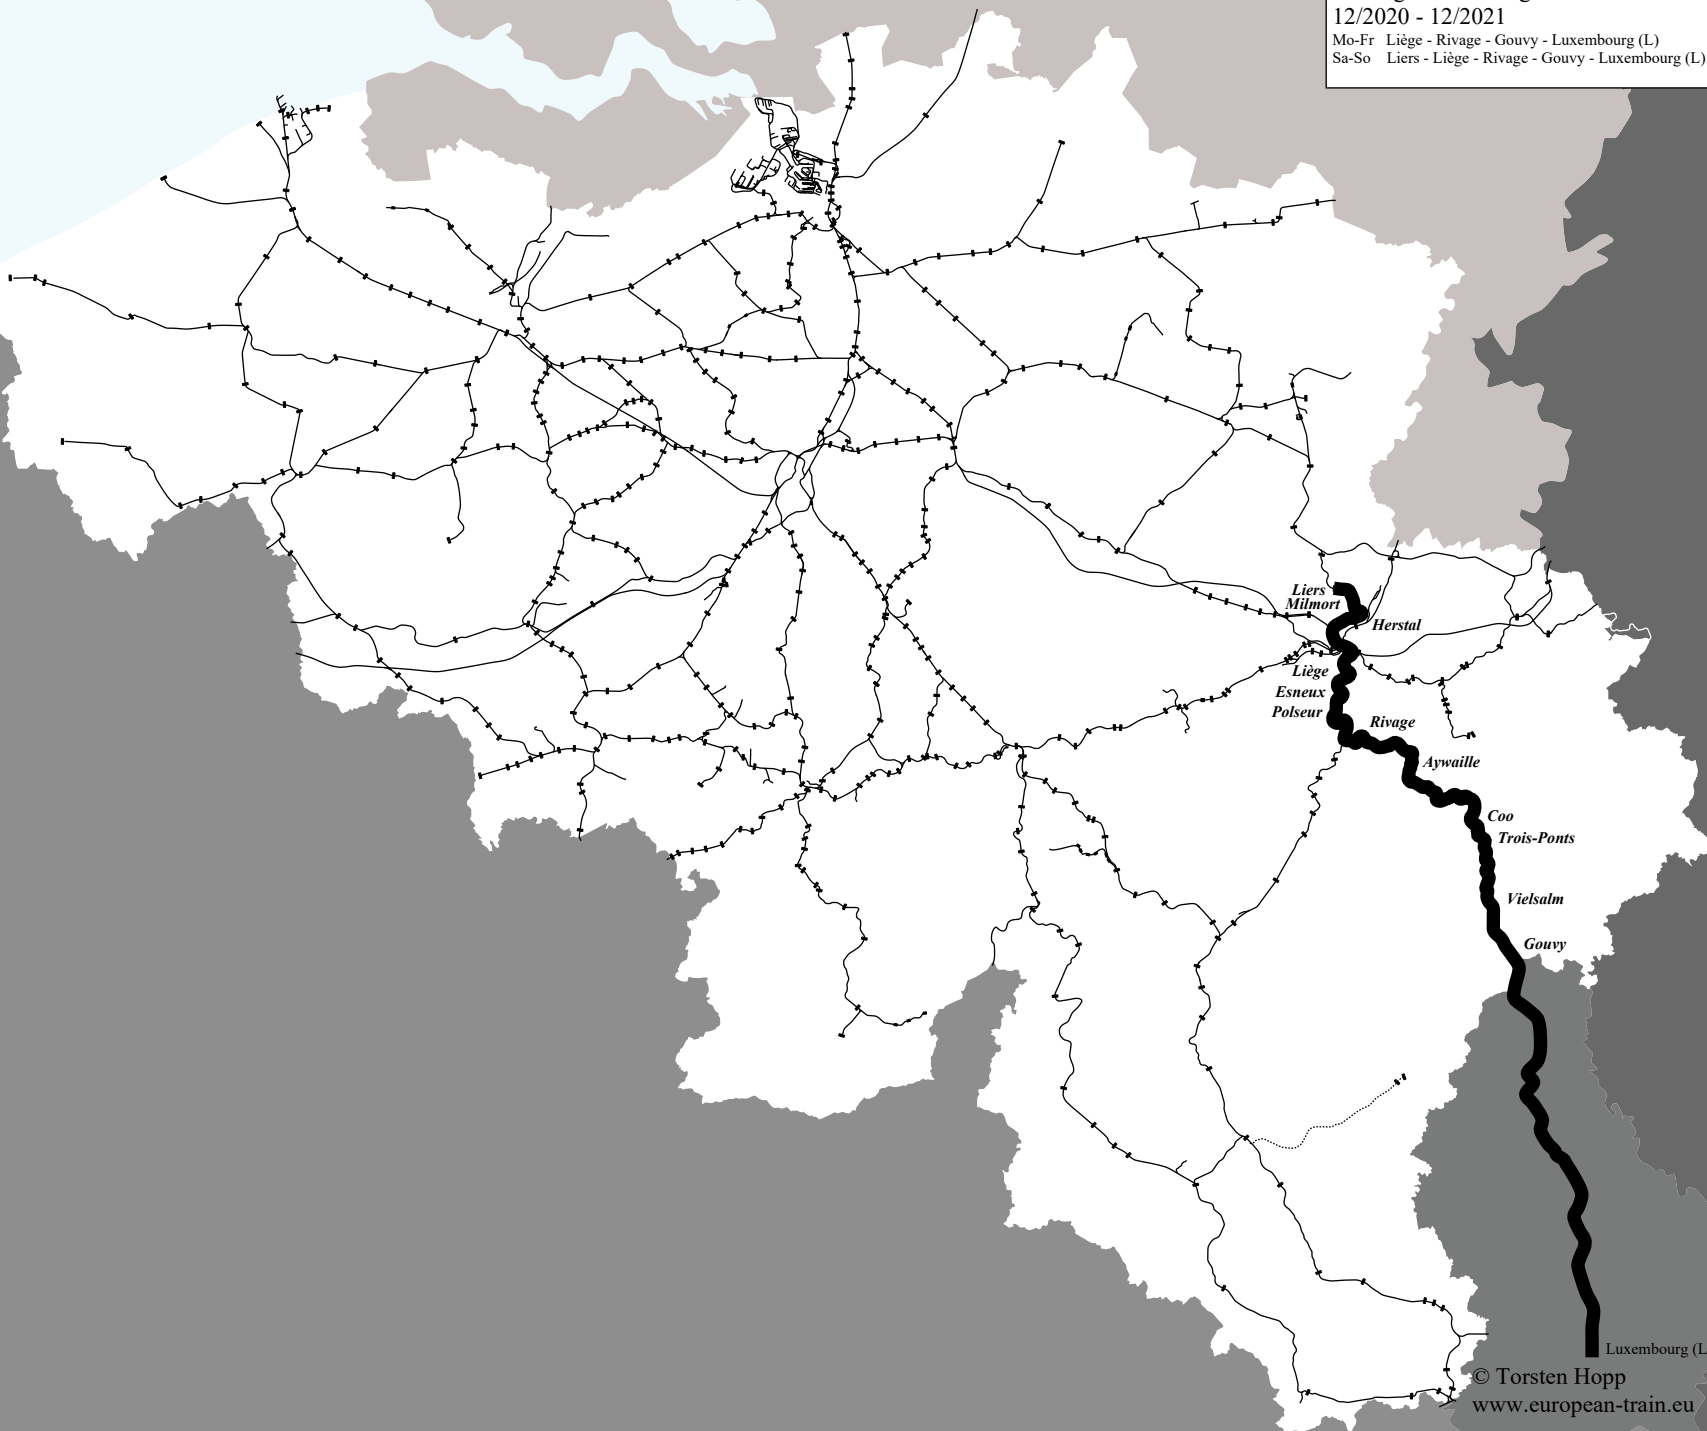 12/2020 - 12/2021
Mo-Fr Liège - Rivage - Gouvy - Luxembourg (L)
Sa-So Liers - Liège - Rivage - Gouvy - Luxembourg (L)
Liers
Milmort
Herstal
Liège
Esneux
Polseur
Rivage
Aywaille
Coo
Trois-Ponts
Vielsalm
Gouvy
Luxembourg (L
© Torsten Hopp
www.european-train.eu